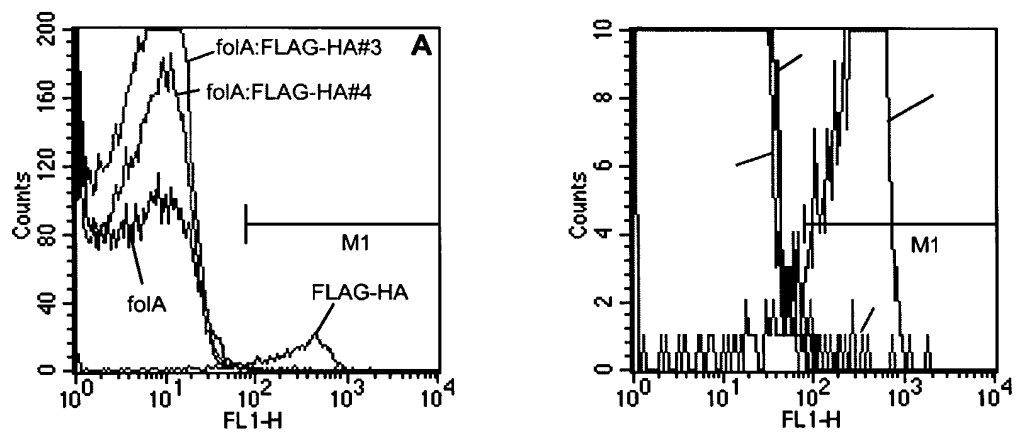 200
160
120
80
40
0
Counts
A
folA:FLAG-HA#3
folA:FLAG-HA#4
M1
folA
FLAG-HA
10^0
10^1
10^2
10^3
10^4
FL1-H
10
8
6
4
2
0
Counts
M1
10^0
10^1
10^2
10^3
10^4
FL1-H